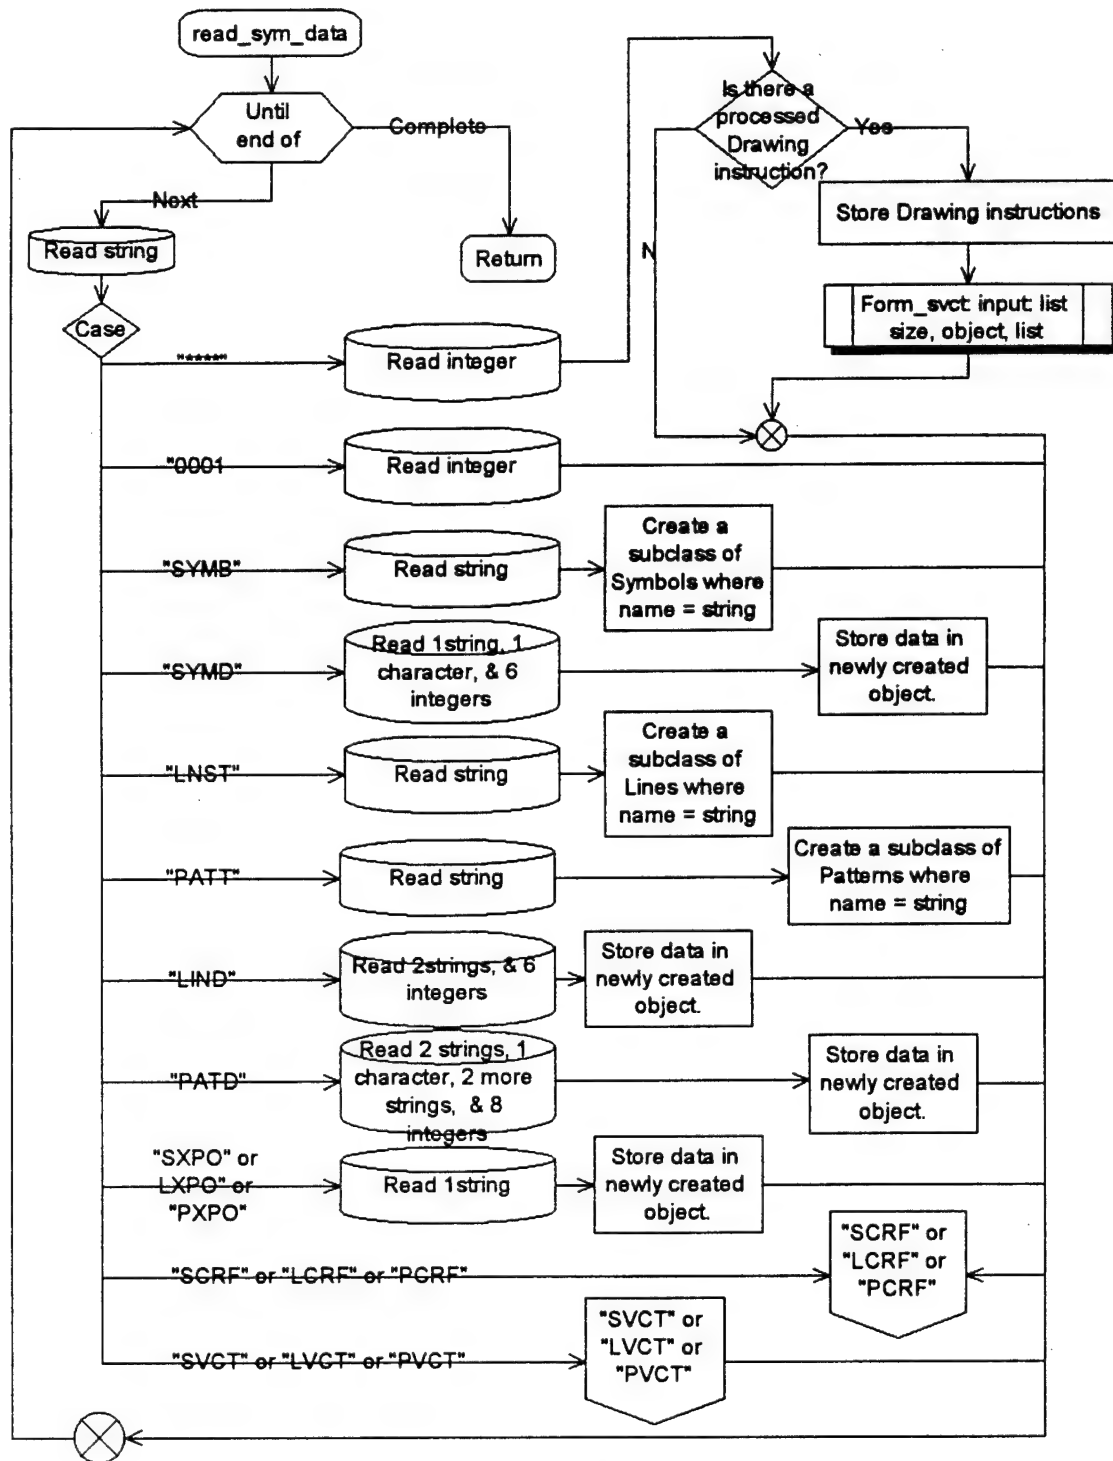 read_sym_data
Until
end of
Complete
Next
Read string
Return
Case
Is there a
processed
Drawing
instruction?
Yes
N
Store Drawing instructions
Form_svct: input: list
size, object, list
"****"
Read integer
"0001
Read integer
"SYMB"
Read string
Create a
subclass of
Symbols where
name = string
"SYMD"
Read 1string, 1
character, & 6
integers
Store data in
newly created
object.
"LNST"
Read string
Create a
subclass of
Lines where
name = string
"PATT"
Read string
Create a subclass of
Patterns where
name = string
"LIND"
Read 2strings, & 6
integers
Store data in
newly created
object.
"PATD"
Read 2 strings, 1
character, 2 more
strings, & 8
integers
Store data in
newly created
object.
"SXPO" or
LXPO" or
"PXPO"
Read 1string
Store data in
newly created
object.
"SCRF" or "LCRF" or "PCRF"
"SCRF" or
"LCRF" or
"PCRF"
"SVCT" or "LVCT" or "PVCT"
"SVCT" or
"LVCT" or
"PVCT"